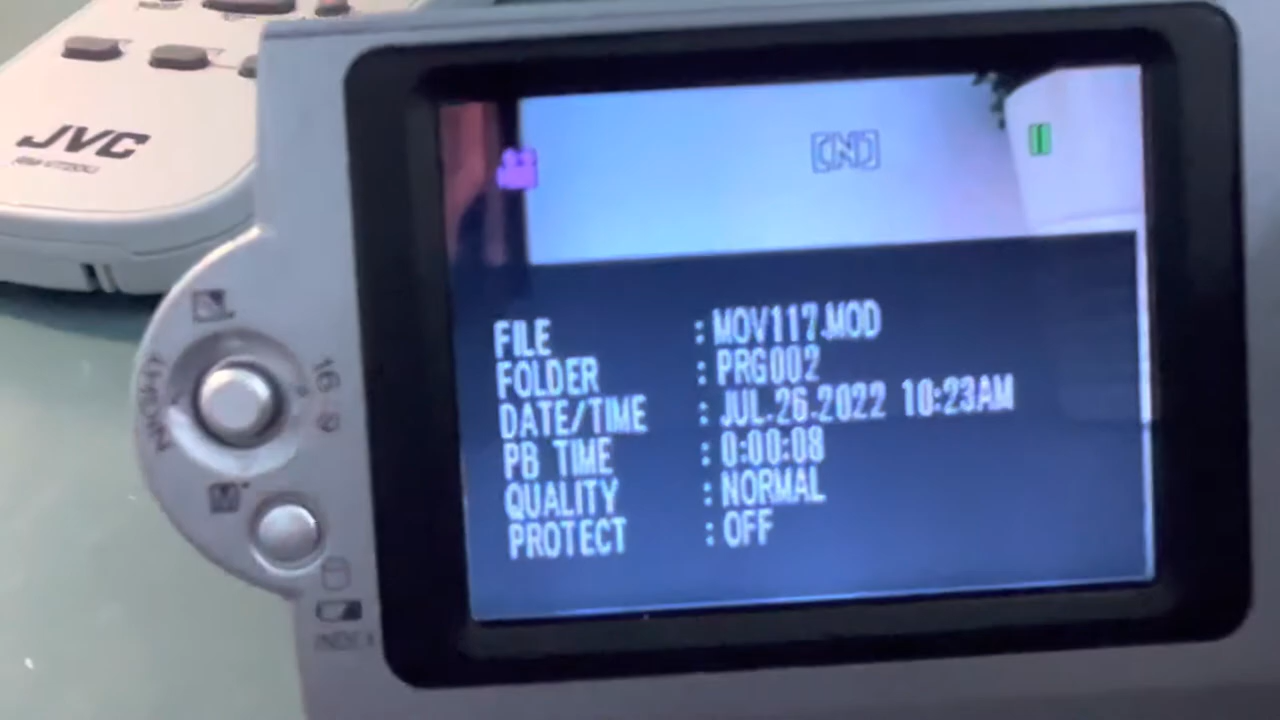 JVC
[N]
FILE : MOV117.MOD
FOLDER : PRG002
DATE/TIME : JUL.26.2022 10:23AM
PB TIME : 0:00:08
QUALITY : NORMAL
PROTECT : OFF
16:9
M
INDEX